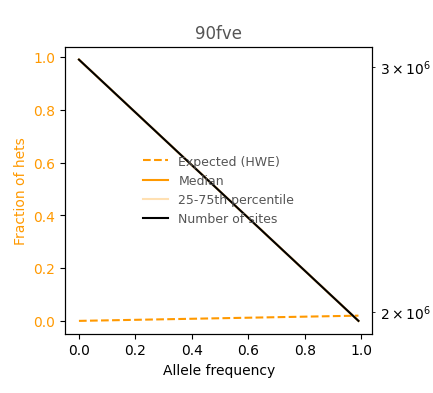 90fve
1.0
0.8
0.6
0.4
0.2
0.0
Fraction of hets
3 × 10⁶
2 × 10⁶
Expected (HWE)
Median
25-75th percentile
Number of sites
0.0 0.2 0.4 0.6 0.8 1.0
Allele frequency